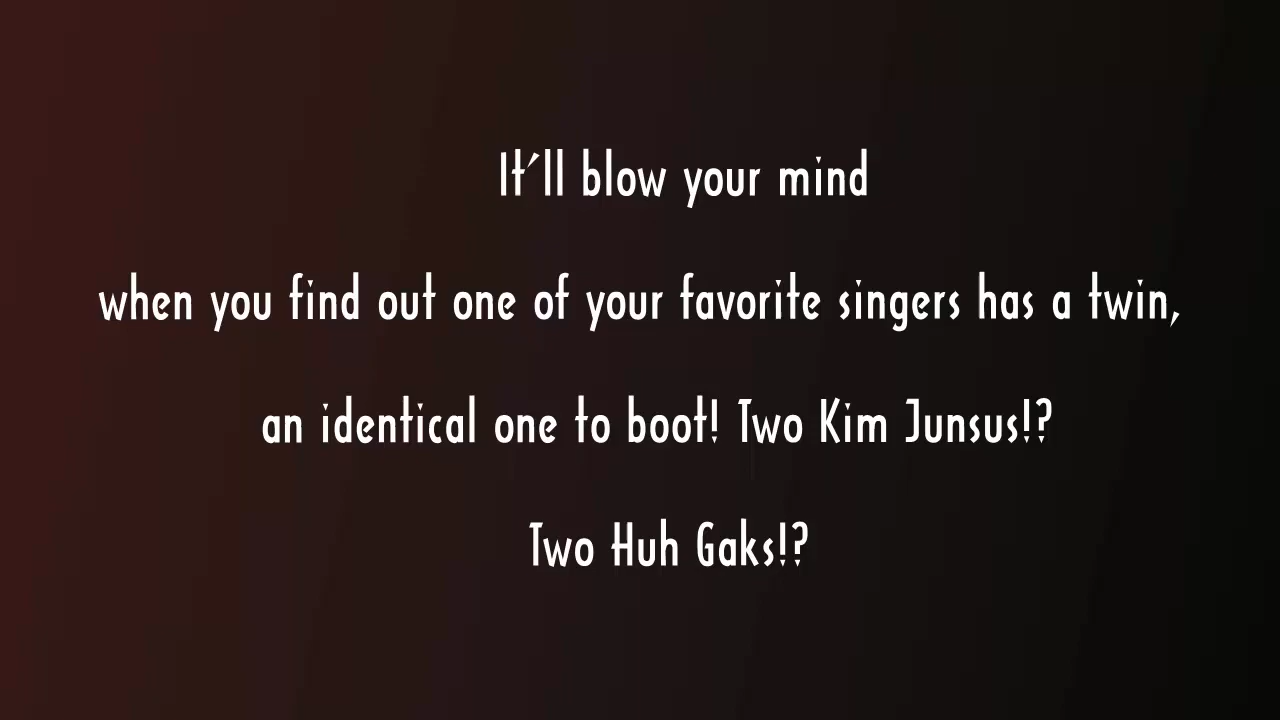 It'll blow your mind
when you find out one of your favorite singers has a twin,
an identical one to boot! Two Kim Junsus!?
Two Huh Gaks!?